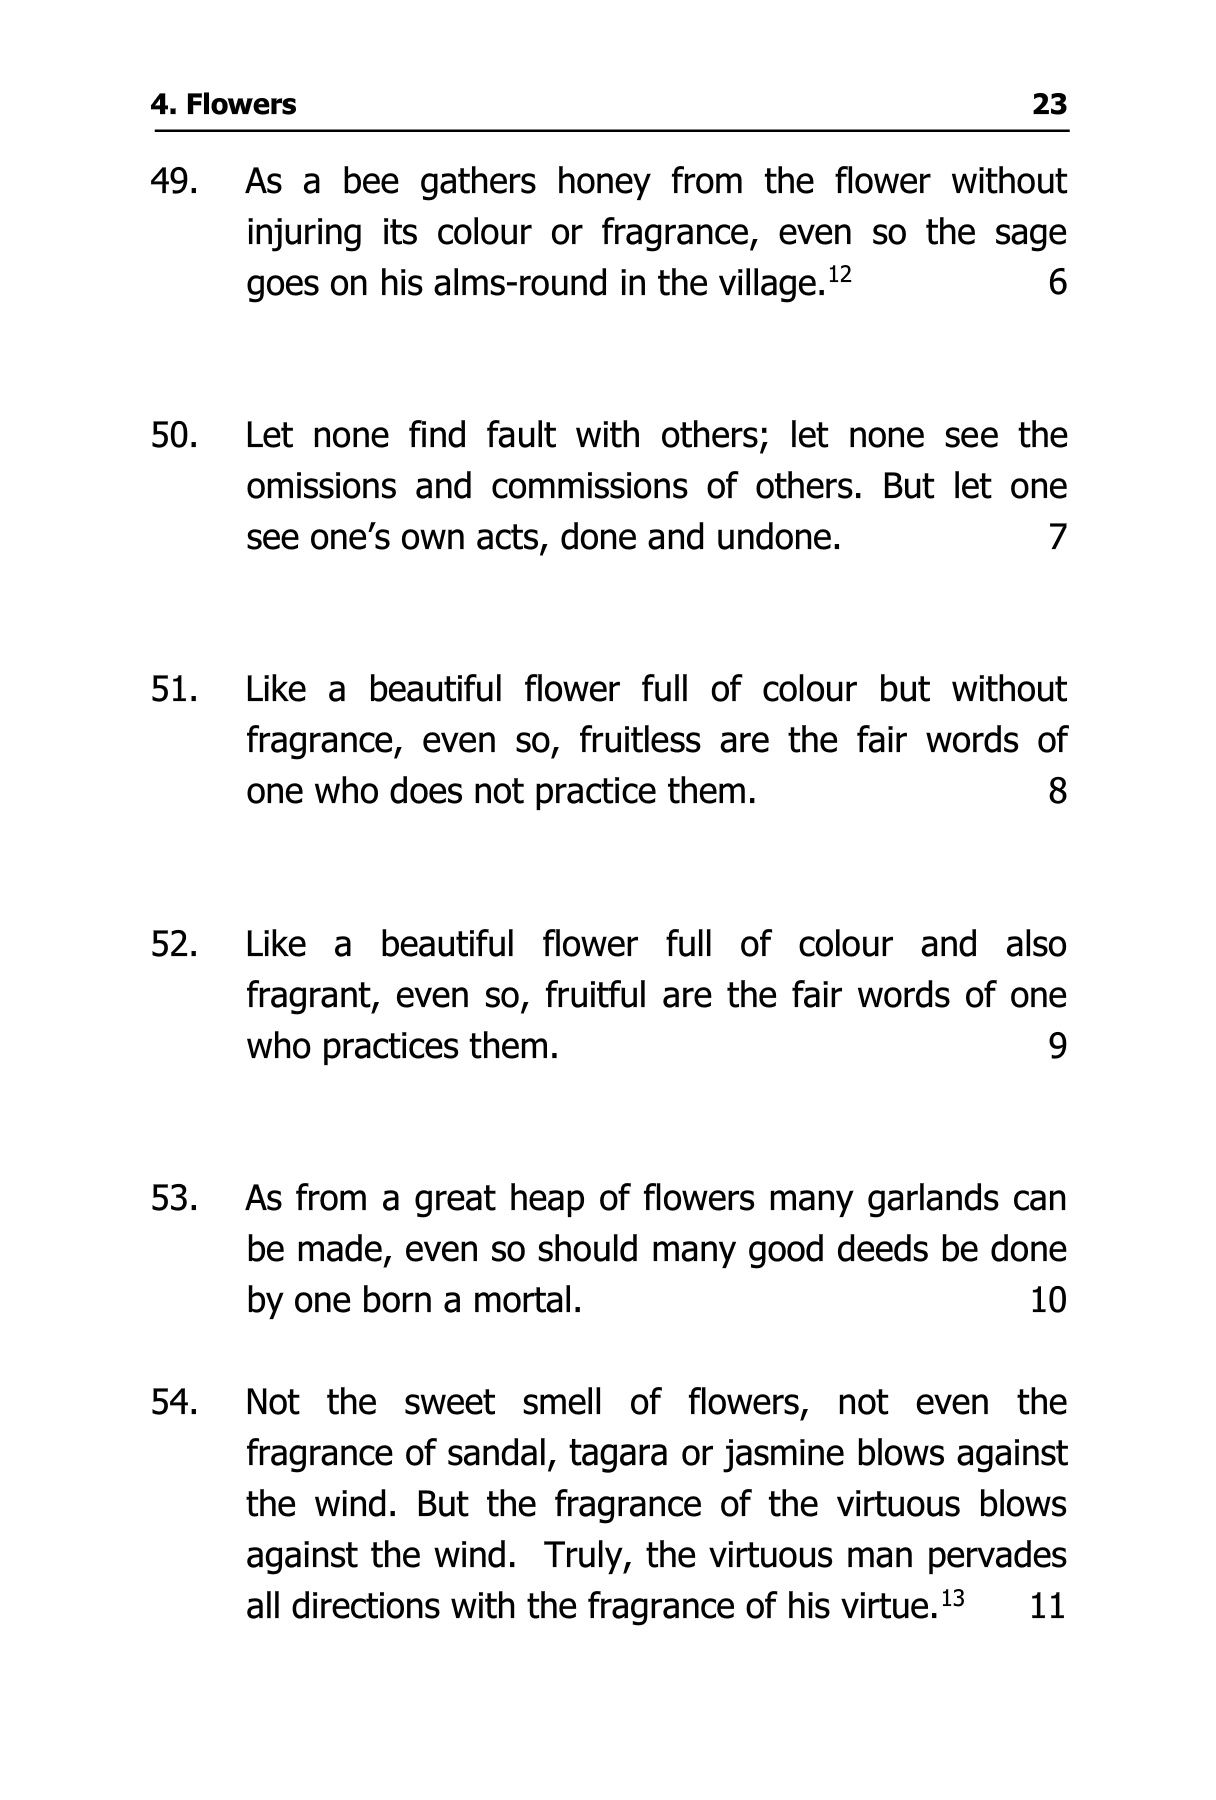 4. Flowers 23
49. As a bee gathers honey from the flower without
injuring its colour or fragrance, even so the sage
goes on his alms-round in the village.12 6
50. Let none find fault with others; let none see the
omissions and commissions of others. But let one
see one’s own acts, done and undone. 7
51. Like a beautiful flower full of colour but without
fragrance, even so, fruitless are the fair words of
one who does not practice them. 8
52. Like a beautiful flower full of colour and also
fragrant, even so, fruitful are the fair words of one
who practices them. 9
53. As from a great heap of flowers many garlands can
be made, even so should many good deeds be done
by one born a mortal. 10
54. Not the sweet smell of flowers, not even the
fragrance of sandal, tagara or jasmine blows against
the wind. But the fragrance of the virtuous blows
against the wind. Truly, the virtuous man pervades
all directions with the fragrance of his virtue.13 11